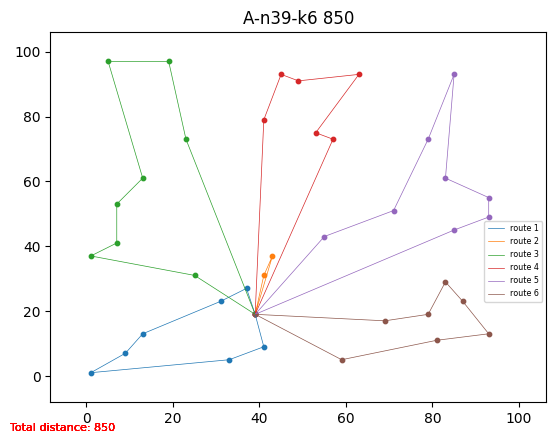 A-n39-k6 850
100
80
60
40
20
0
route 1
route 2
route 3
route 4
route 5
route 6
0 20 40 60 80 100
Total distance: 850